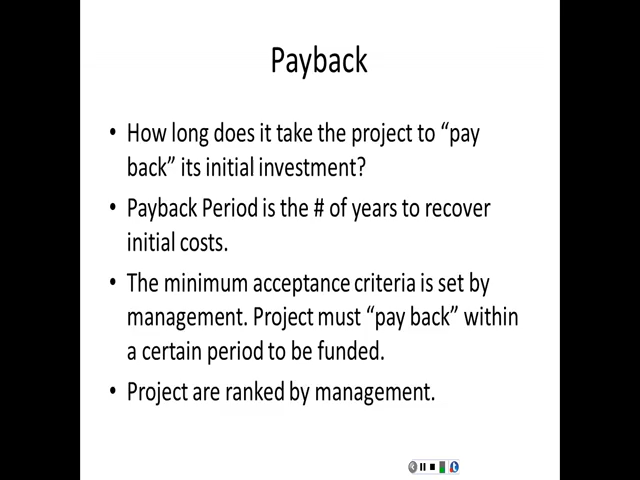 Payback
• How long does it take the project to “pay
back” its initial investment?
• Payback Period is the # of years to recover
initial costs.
• The minimum acceptance criteria is set by
management. Project must “pay back” within
a certain period to be funded.
• Project are ranked by management.